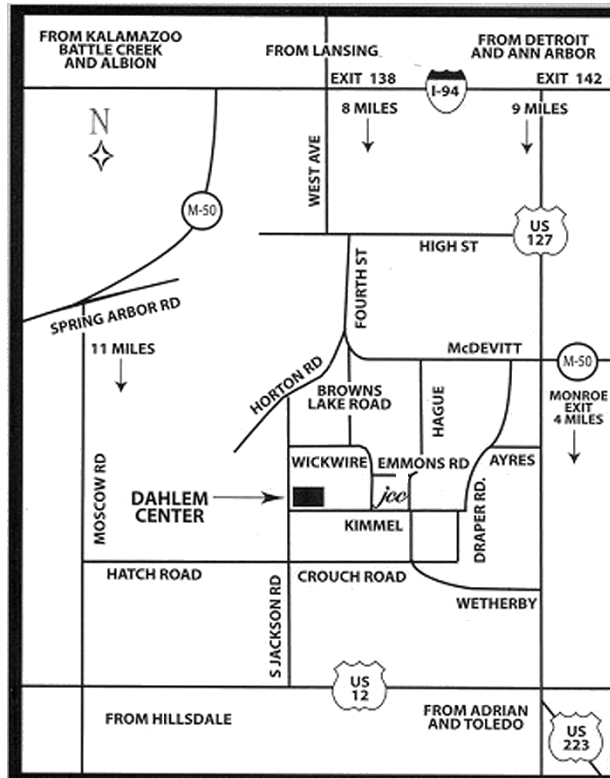 FROM KALAMAZOO
BATTLE CREEK
AND ALBION
FROM LANSING
FROM DETROIT
AND ANN ARBOR
EXIT 138
I-94
EXIT 142
N
8 MILES
9 MILES
WEST AVE
M-50
US
127
HIGH ST
FOURTH ST
SPRING ARBOR RD
11 MILES
McDEVITT
M-50
HORTON RD
BROWNS
LAKE ROAD
HAGUE
MONROE
EXIT
4 MILES
WICKWIRE
EMMONS RD
AYRES
MOSCOW RD
DAHLEM
CENTER
jcc
KIMMEL
DRAPER RD.
HATCH ROAD
CROUCH ROAD
WETHERBY
S JACKSON RD
US
12
FROM HILLSDALE
FROM ADRIAN
AND TOLEDO
US
223